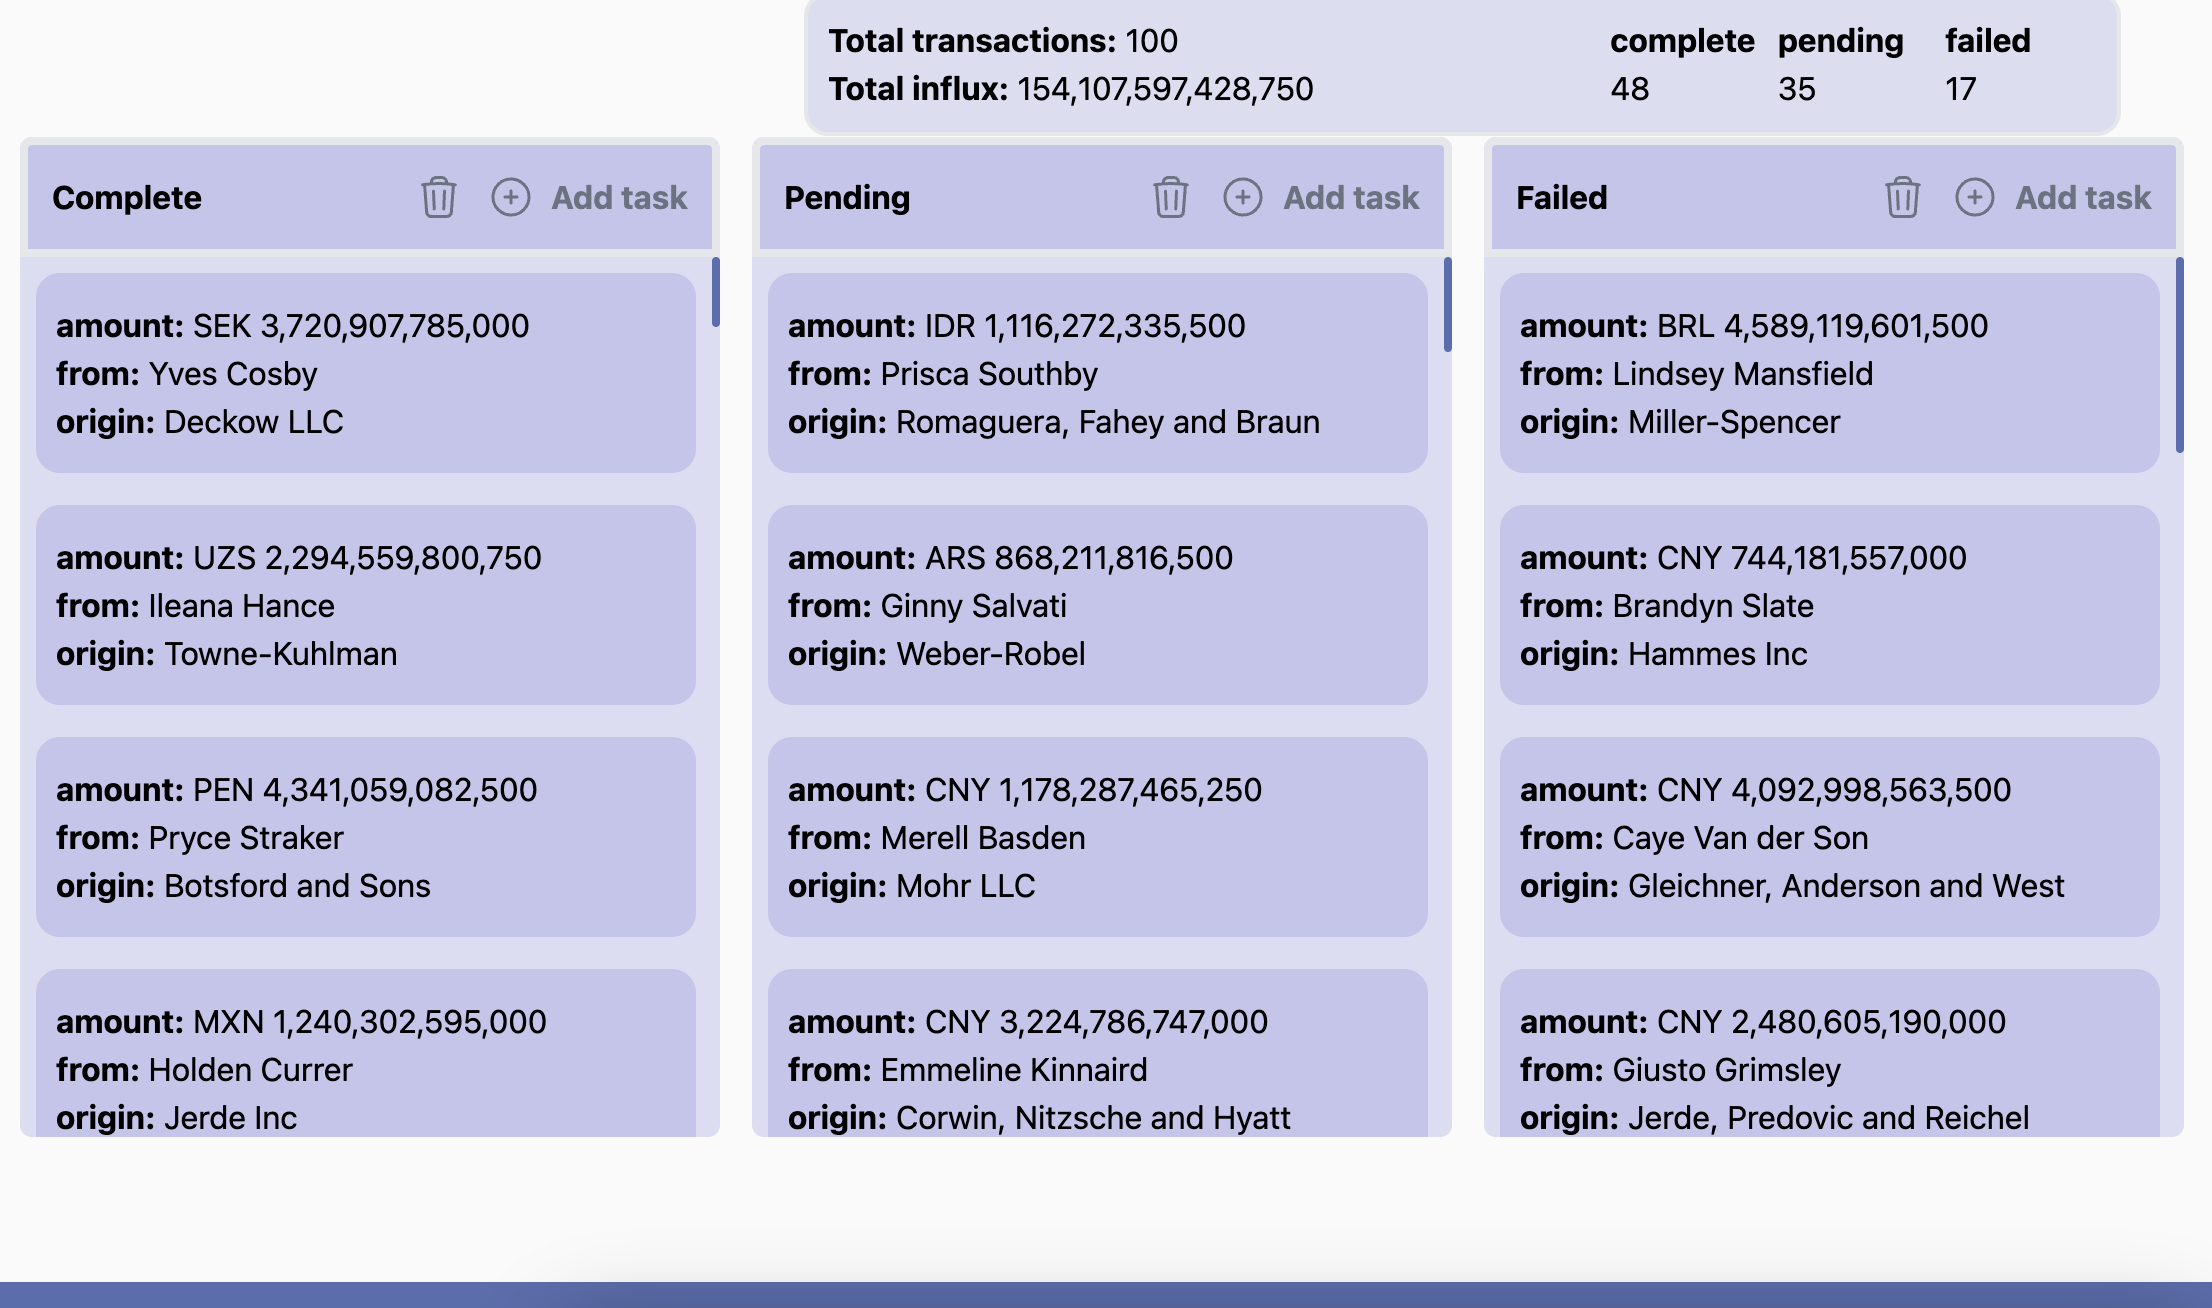 Total transactions: 100
complete pending failed
Total influx: 154,107,597,428,750
48 35 17
Complete
Add task
amount: SEK 3,720,907,785,000
from: Yves Cosby
origin: Deckow LLC
amount: UZS 2,294,559,800,750
from: Ileana Hance
origin: Towne-Kuhlman
amount: PEN 4,341,059,082,500
from: Pryce Straker
origin: Botsford and Sons
amount: MXN 1,240,302,595,000
from: Holden Currer
origin: Jerde Inc
Pending
Add task
amount: IDR 1,116,272,335,500
from: Prisca Southby
origin: Romaguera, Fahey and Braun
amount: ARS 868,211,816,500
from: Ginny Salvati
origin: Weber-Robel
amount: CNY 1,178,287,465,250
from: Merell Basden
origin: Mohr LLC
amount: CNY 3,224,786,747,000
from: Emmeline Kinnaird
origin: Corwin, Nitzsche and Hyatt
Failed
Add task
amount: BRL 4,589,119,601,500
from: Lindsey Mansfield
origin: Miller-Spencer
amount: CNY 744,181,557,000
from: Brandyn Slate
origin: Hammes Inc
amount: CNY 4,092,998,563,500
from: Caye Van der Son
origin: Gleichner, Anderson and West
amount: CNY 2,480,605,190,000
from: Giusto Grimsley
origin: Jerde, Predovic and Reichel